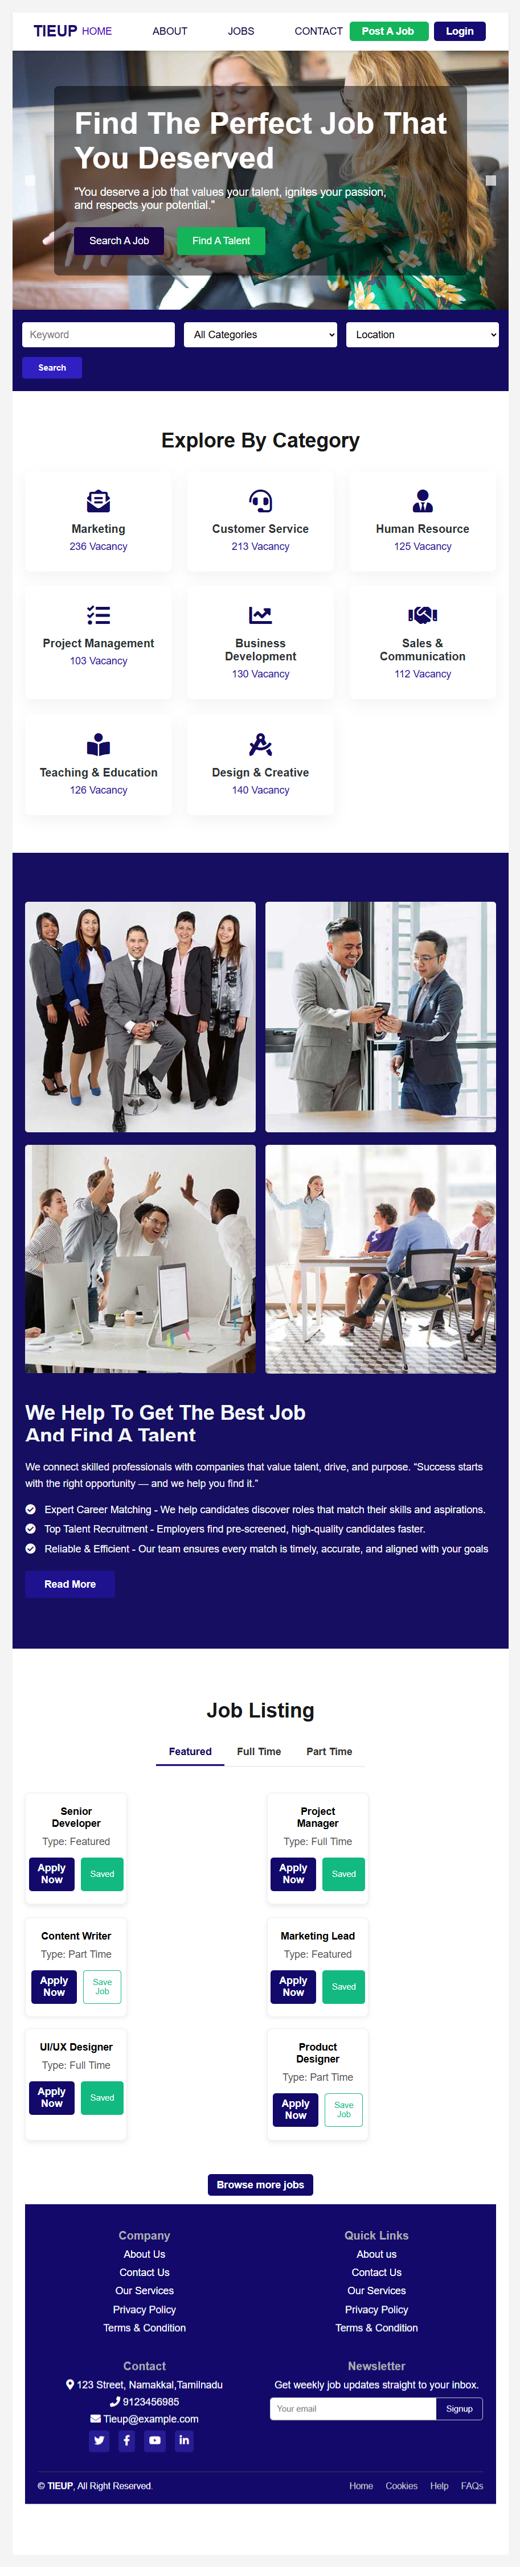 TIEUP HOME ABOUT JOBS CONTACT Post A Job Login
Find The Perfect Job That
You Deserved
"You deserve a job that values your talent, ignites your passion,
and respects your potential."
Search A Job Find A Talent
Keyword All Categories Location
Search
Explore By Category
Marketing
236 Vacancy
Customer Service
213 Vacancy
Human Resource
125 Vacancy
Project Management
103 Vacancy
Business
Development
130 Vacancy
Sales &
Communication
112 Vacancy
Teaching & Education
126 Vacancy
Design & Creative
140 Vacancy
We Help To Get The Best Job
And Find A Talent
We connect skilled professionals with companies that value talent, drive, and purpose. "Success starts
with the right opportunity — and we help you find it."
Expert Career Matching - We help candidates discover roles that match their skills and aspirations.
Top Talent Recruitment - Employers find pre-screened, high-quality candidates faster.
Reliable & Efficient - Our team ensures every match is timely, accurate, and aligned with your goals
Read More
Job Listing
Featured Full Time Part Time
Senior
Developer
Type: Featured
Apply
Now
Saved
Project
Manager
Type: Full Time
Apply
Now
Saved
Content Writer
Type: Part Time
Apply
Now
Save
Job
Marketing Lead
Type: Featured
Apply
Now
Saved
UI/UX Designer
Type: Full Time
Apply
Now
Saved
Product
Designer
Type: Part Time
Apply
Now
Save
Job
Browse more jobs
Company
About Us
Contact Us
Our Services
Privacy Policy
Terms & Condition
Quick Links
About us
Contact Us
Our Services
Privacy Policy
Terms & Condition
Contact
123 Street, Namakkal,Tamilnadu
9123456985
Tieup@example.com
Newsletter
Get weekly job updates straight to your inbox.
Your email Signup
© TIEUP, All Right Reserved.
Home Cookies Help FAQs